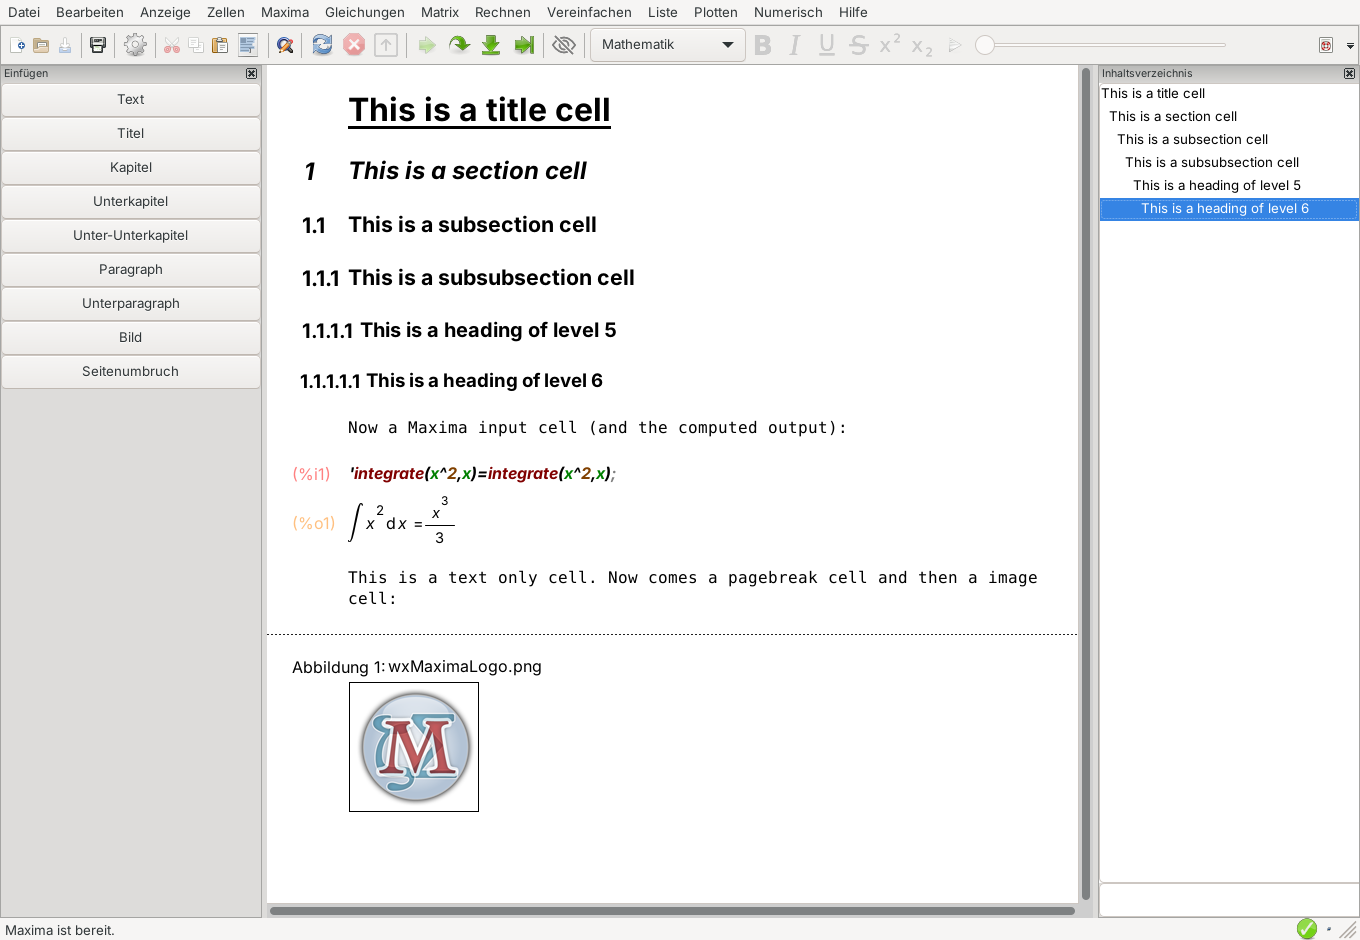 Datei Bearbeiten Anzeige Zellen Maxima Gleichungen Matrix Rechnen Vereinfachen Liste Plotten Numerisch Hilfe
Mathematik B I U S x² x₂
Einfügen
Text
Titel
Kapitel
Unterkapitel
Unter-Unterkapitel
Paragraph
Unterparagraph
Bild
Seitenumbruch
This is a title cell
1 This is a section cell
1.1 This is a subsection cell
1.1.1 This is a subsubsection cell
1.1.1.1 This is a heading of level 5
1.1.1.1.1 This is a heading of level 6
Now a Maxima input cell (and the computed output):
(%i1) 'integrate(x^2,x)=integrate(x^2,x);
(%o1) ∫x²dx = x³/3
This is a text only cell. Now comes a pagebreak cell and then a image
cell:
Abbildung 1: wxMaximaLogo.png
M
Inhaltsverzeichnis
This is a title cell
This is a section cell
This is a subsection cell
This is a subsubsection cell
This is a heading of level 5
This is a heading of level 6
Maxima ist bereit.